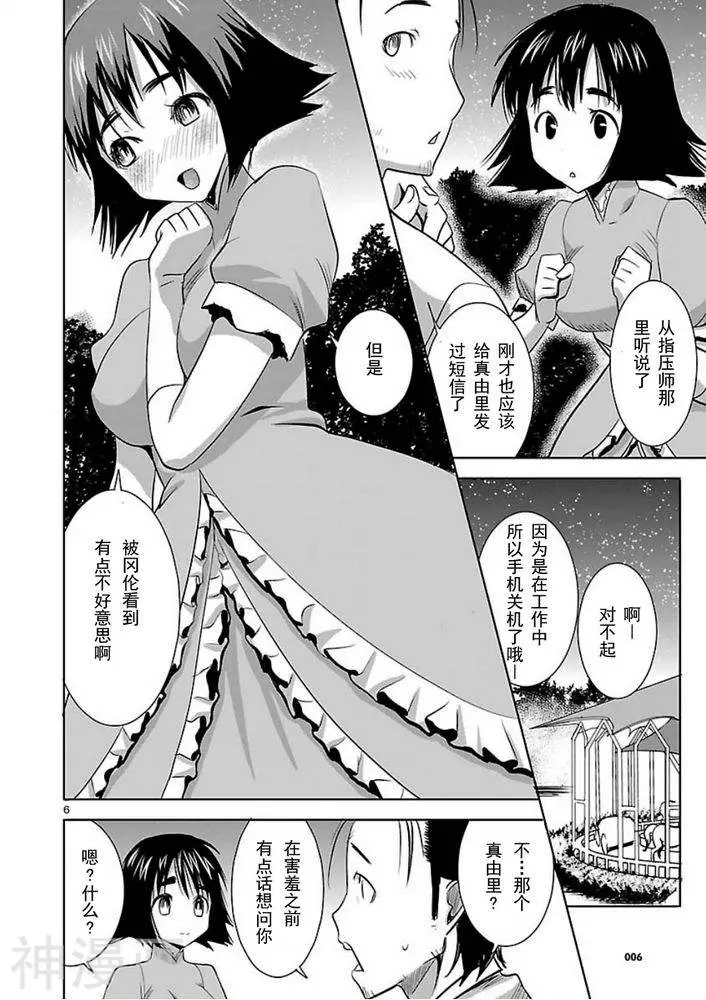 从指压师那
里听说了
刚才也应该
给真由里发
过短信了
但是
被冈伦看到
有点不好意思啊
啊—
对不起
因为是在工作中
所以手机关机了哦—
不…那个
真由里?
在害羞之前
有点话想问你
嗯?什么?
6
006
神漫画